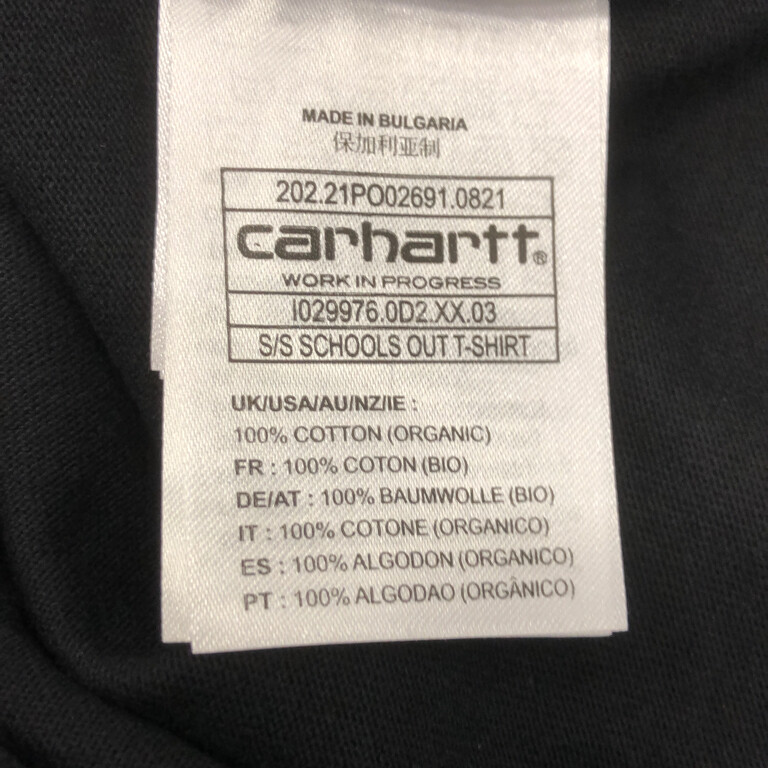 MADE IN BULGARIA
保加利亚制
202.21PO02691.0821
carhartt®
WORK IN PROGRESS
I029976.0D2.XX.03
S/S SCHOOLS OUT T-SHIRT
UK/USA/AU/NZ/IE :
100% COTTON (ORGANIC)
FR : 100% COTON (BIO)
DE/AT : 100% BAUMWOLLE (BIO)
IT : 100% COTONE (ORGANICO)
ES : 100% ALGODON (ORGANICO)
PT : 100% ALGODAO (ORGÂNICO)